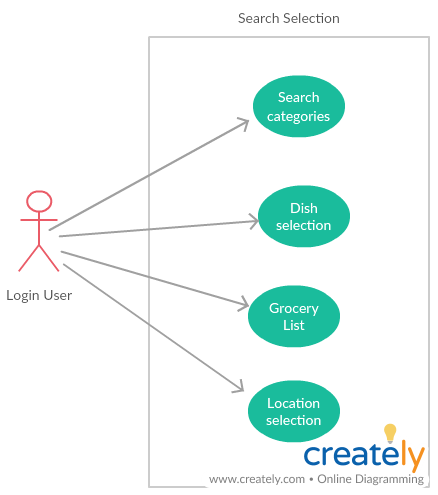 Search Selection
Search
categories
Dish
selection
Login User
Grocery
List
Location
selection
creately
www.creately.com • Online Diagramming